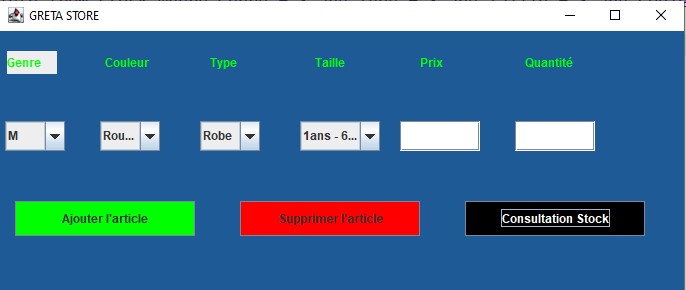 GRETA STORE
Genre Couleur Type Taille Prix Quantité
M Rou... Robe 1ans - 6...
Ajouter l'article Supprimer l'article Consultation Stock